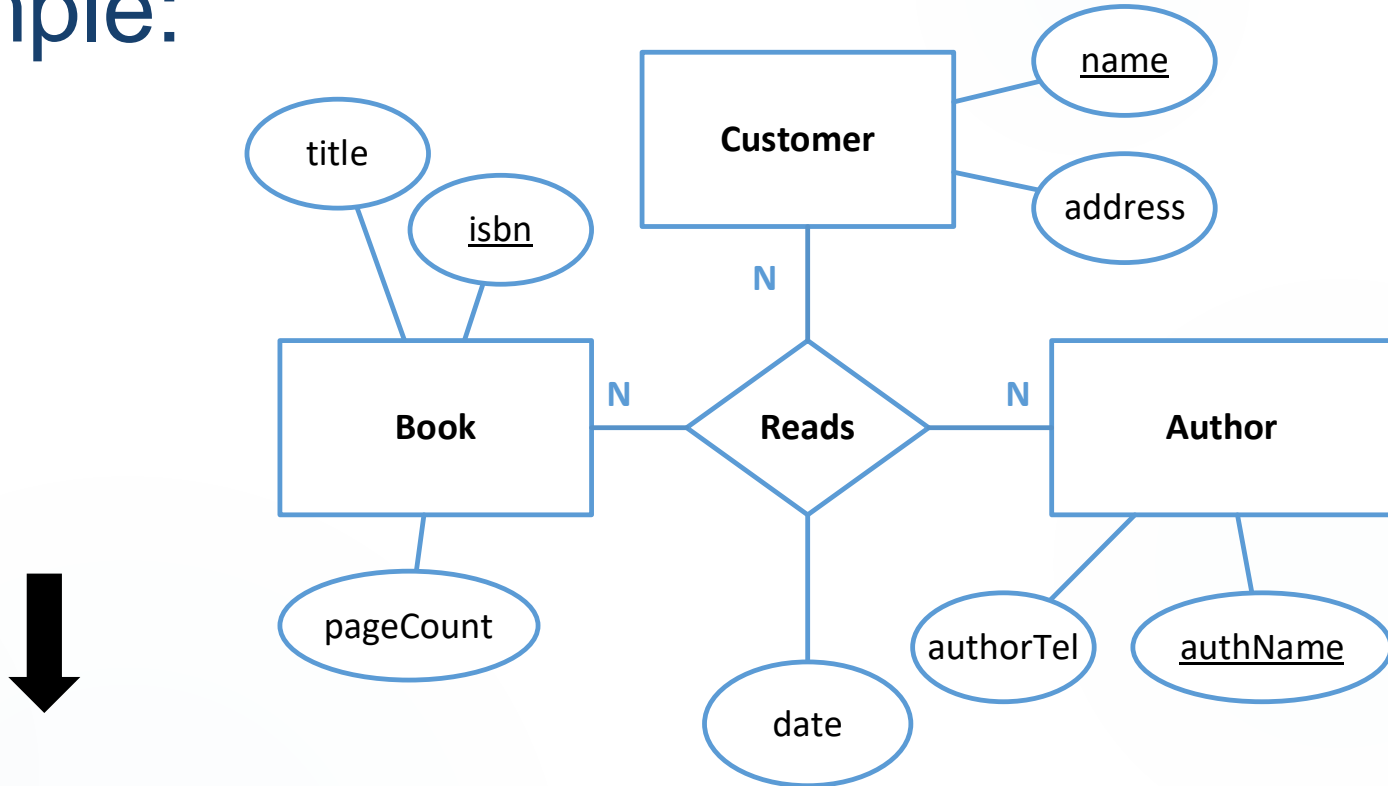 mple:
name
Customer
title
address
isbn
N
N
N
Book
Reads
Author
pageCount
authorTel
authName
date